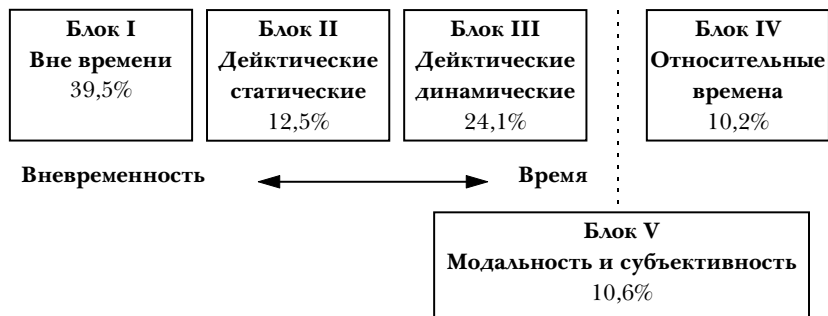 Блок I
Вне времени
39,5%
Блок II
Дейктические
статические
12,5%
Блок III
Дейктические
динамические
24,1%
Блок IV
Относительные
времена
10,2%
Вневременность
Время
Блок V
Модальность и субъективность
10,6%